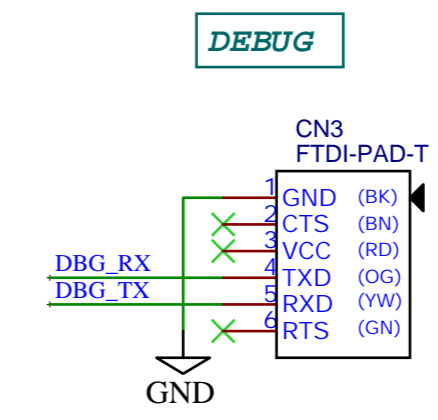 DEBUG
CN3
FTDI-PAD-T
1 GND (BK)
2 CTS (BN)
3 VCC (RD)
DBG_RX 4 TXD (OG)
DBG_TX 5 RXD (YW)
6 RTS (GN)
GND